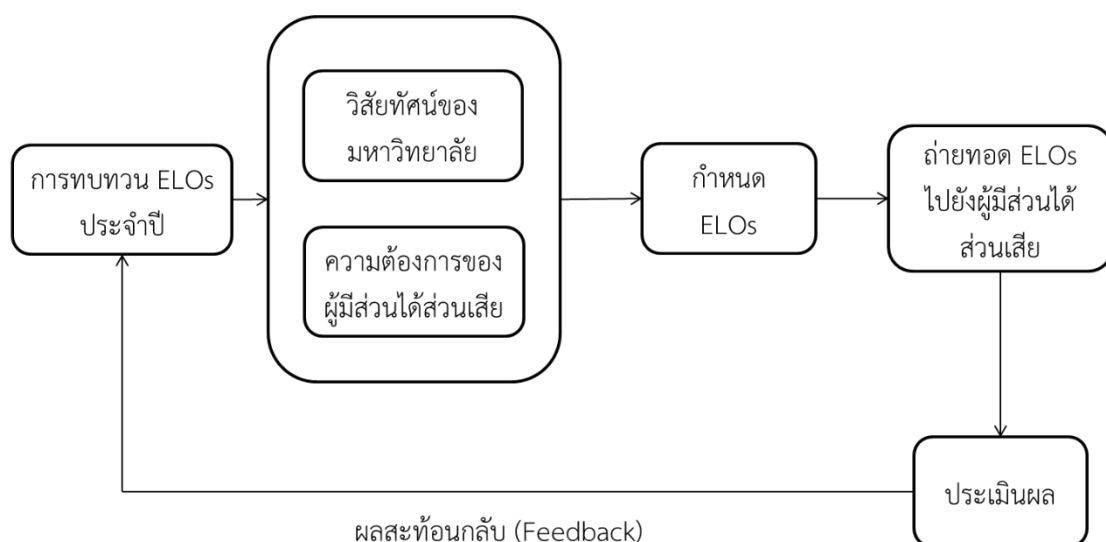 การทบทวน ELOs
ประจำปี
วิสัยทัศน์ของ
มหาวิทยาลัย
ความต้องการของ
ผู้มีส่วนได้ส่วนเสีย
กำหนด
ELOs
ถ่ายทอด ELOs
ไปยังผู้มีส่วนได้
ส่วนเสีย
ประเมินผล
ผลสะท้อนกลับ (Feedback)